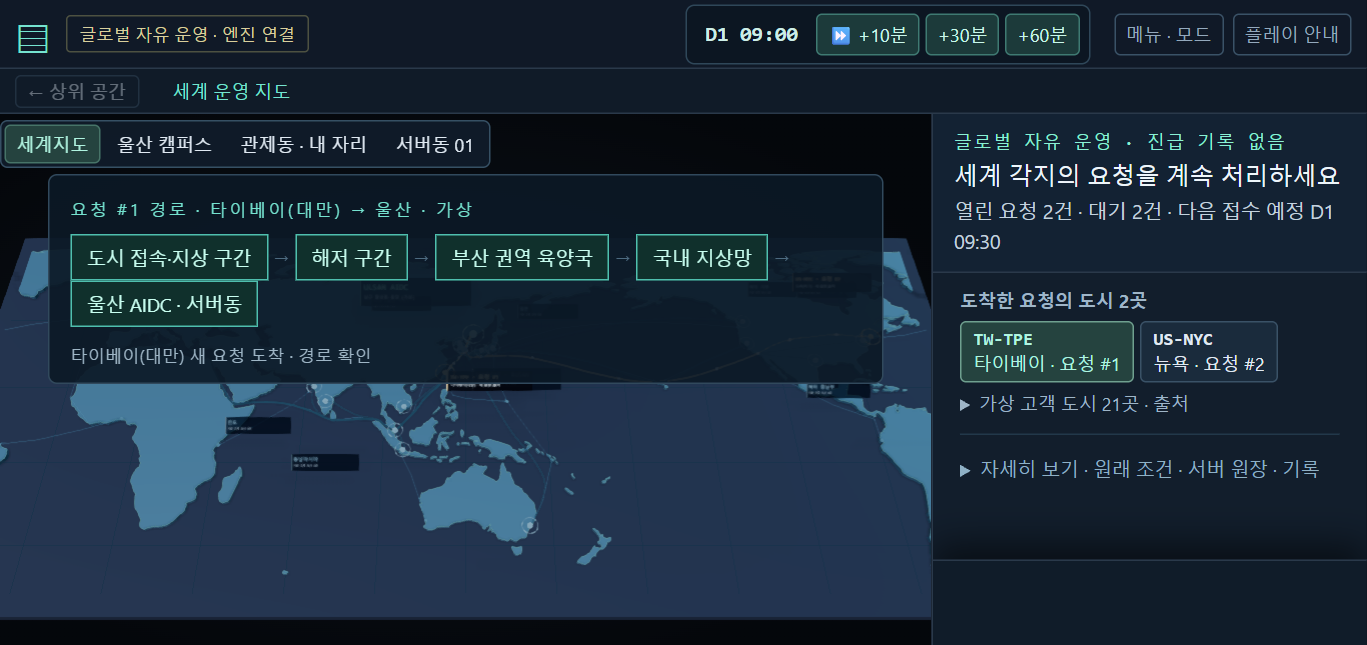 글로벌 자유 운영 · 엔진 연결
D1 09:00
⏩ +10분
+30분
+60분
메뉴 · 모드
플레이 안내
← 상위 공간
세계 운영 지도
세계지도
울산 캠퍼스
관제동 · 내 자리
서버동 01
요청 #1 경로 · 타이베이(대만) → 울산 · 가상
도시 접속·지상 구간 → 해저 구간 → 부산 권역 육양국 → 국내 지상망 →
울산 AIDC · 서버동
타이베이(대만) 새 요청 도착 · 경로 확인
글로벌 자유 운영 · 진급 기록 없음
세계 각지의 요청을 계속 처리하세요
열린 요청 2건 · 대기 2건 · 다음 접수 예정 D1
09:30
도착한 요청의 도시 2곳
TW-TPE
타이베이 · 요청 #1
US-NYC
뉴욕 · 요청 #2
▶ 가상 고객 도시 21곳 · 출처
▶ 자세히 보기 · 원래 조건 · 서버 원장 · 기록